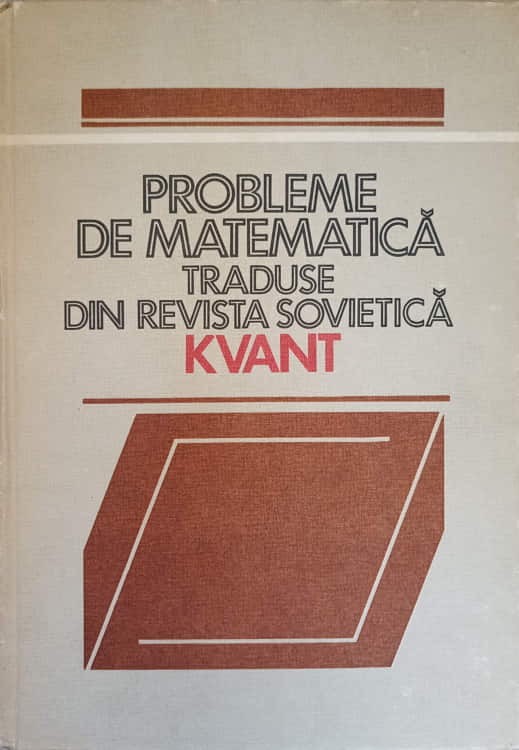 PROBLEME
DE MATEMATICĂ
TRADUSE
DIN REVISTA SOVIETICĂ
KVANT